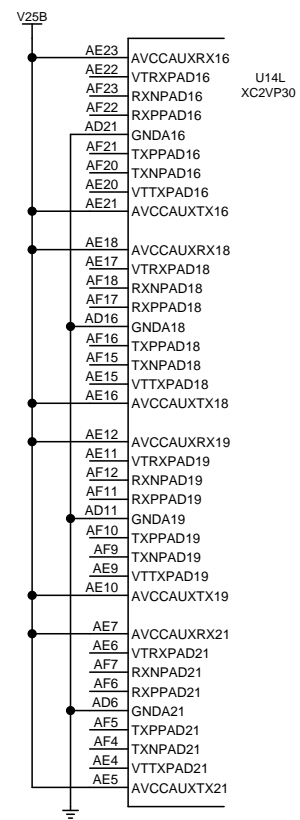 V25B
U14L
XC2VP30
AE23 AVCCAUXRX16
AE22 VTRXPAD16
AF23 RXNPAD16
AF22 RXPPAD16
AD21 GNDA16
AF21 TXPPAD16
AF20 TXNPAD16
AE20 VTTXPAD16
AE21 AVCCAUXTX16
AE18 AVCCAUXRX18
AE17 VTRXPAD18
AF18 RXNPAD18
AF17 RXPPAD18
AD16 GNDA18
AF16 TXPPAD18
AF15 TXNPAD18
AE15 VTTXPAD18
AE16 AVCCAUXTX18
AE12 AVCCAUXRX19
AE11 VTRXPAD19
AF12 RXNPAD19
AF11 RXPPAD19
AD11 GNDA19
AF10 TXPPAD19
AF9 TXNPAD19
AE9 VTTXPAD19
AE10 AVCCAUXTX19
AE7 AVCCAUXRX21
AE6 VTRXPAD21
AF7 RXNPAD21
AF6 RXPPAD21
AD6 GNDA21
AF5 TXPPAD21
AF4 TXNPAD21
AE4 VTTXPAD21
AE5 AVCCAUXTX21